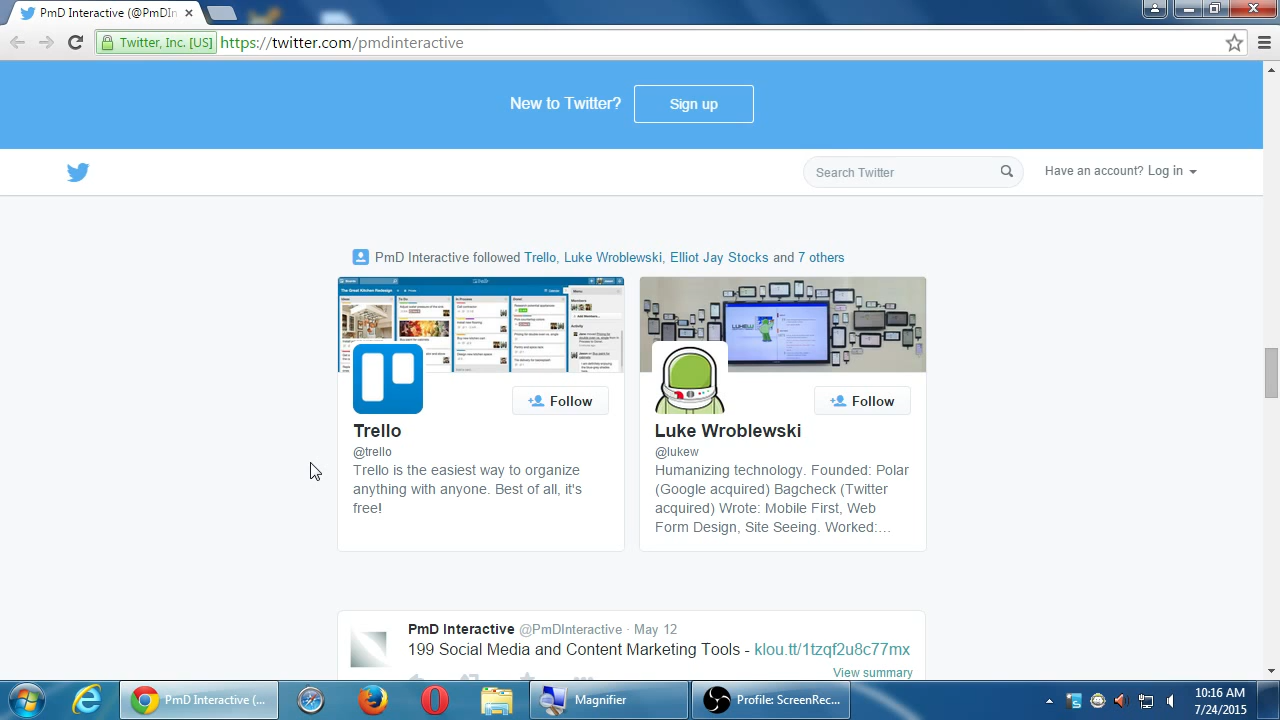 PmD Interactive (@PmDIn
Twitter, Inc. [US] https://twitter.com/pmdinteractive
New to Twitter? Sign up
Search Twitter
Have an account? Log in
PmD Interactive followed Trello, Luke Wroblewski, Elliot Jay Stocks and 7 others
The Great Kitchen Redesign
Follow
Trello
@trello
Trello is the easiest way to organize
anything with anyone. Best of all, it's
free!
Follow
Luke Wroblewski
@lukew
Humanizing technology. Founded: Polar
(Google acquired) Bagcheck (Twitter
acquired) Wrote: Mobile First, Web
Form Design, Site Seeing. Worked:...
PmD Interactive @PmDInteractive · May 12
199 Social Media and Content Marketing Tools - klou.tt/1tzqf2u8c77mx
View summary
PmD Interactive (...
Magnifier
Profile: ScreenRec...
10:16 AM
7/24/2015